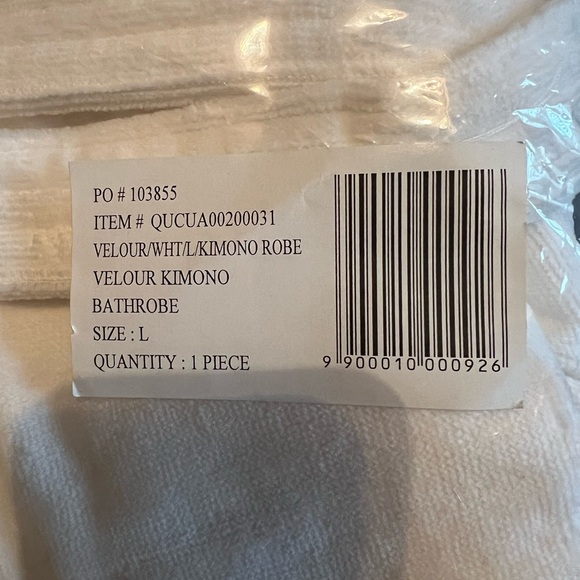 PO # 103855
ITEM # QUCUA00200031
VELOUR/WHT/L/KIMONO ROBE
VELOUR KIMONO
BATHROBE
SIZE : L
QUANTITY : 1 PIECE
9 900010 000926